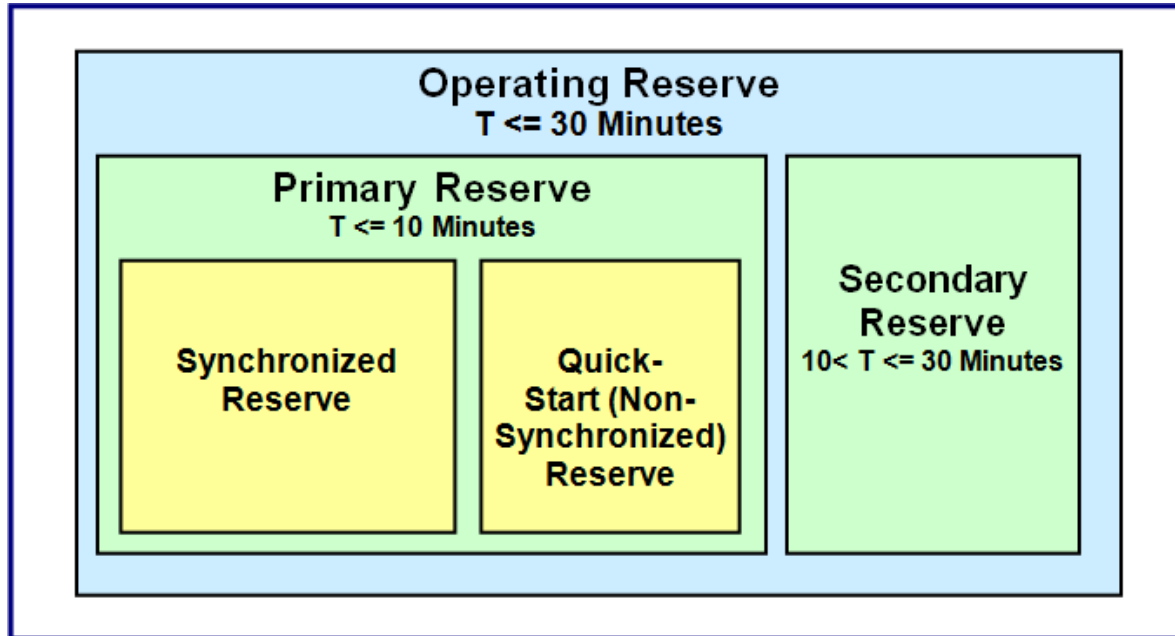 Operating Reserve
T <= 30 Minutes
Primary Reserve
T <= 10 Minutes
Synchronized
Reserve
Quick-
Start (Non-
Synchronized)
Reserve
Secondary
Reserve
10< T <= 30 Minutes